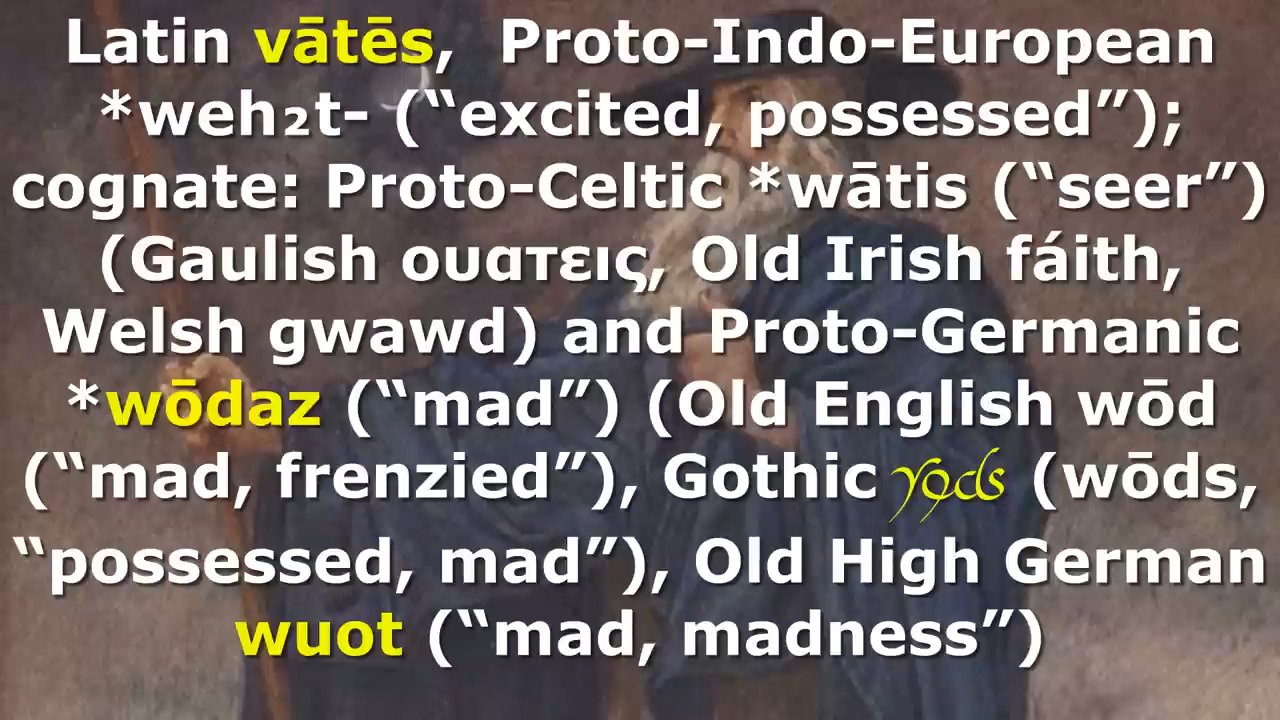 Latin vātēs, Proto-Indo-European
*weh₂t- (“excited, possessed”);
cognate: Proto-Celtic *wātis (“seer”)
(Gaulish ουατεις, Old Irish fáith,
Welsh gwawd) and Proto-Germanic
*wōdaz (“mad”) (Old English wōd
(“mad, frenzied”), Gothic 𐍅𐍉𐌳𐍃 (wōds,
“possessed, mad”), Old High German
wuot (“mad, madness”)